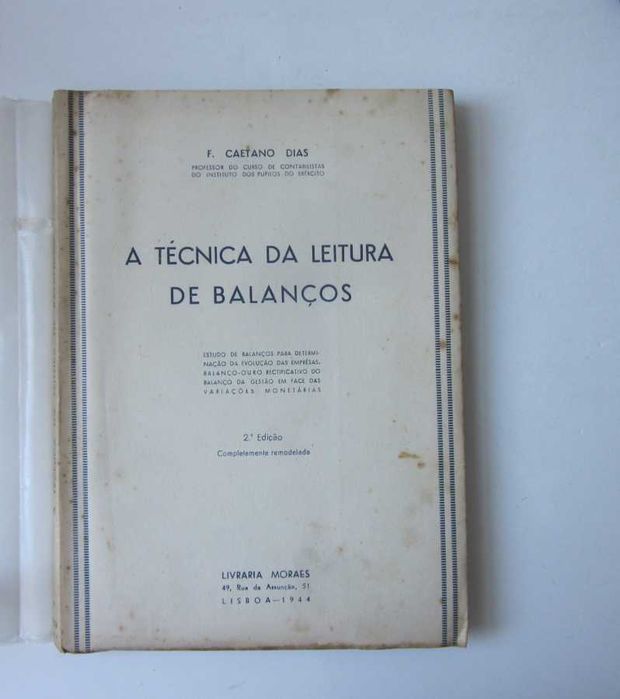 F. CAETANO DIAS
PROFESSOR DO CURSO DE CONTABILISTAS
DO INSTITUTO DOS PUPILOS DO EXÉRCITO
A TÉCNICA DA LEITURA
DE BALANÇOS
ESTUDO DE BALANÇOS PARA DETERMI-
NAÇÃO DA EVOLUÇÃO DAS EMPRÊSAS.
BALANÇO-OURO RECTIFICATIVO DO
BALANÇO DA GESTÃO EM FACE DAS
VARIAÇÕES MONETÁRIAS
2.ª Edição
Completamente remodelada
LIVRARIA MORAES
49, Rua da Assunção, 51
LISBOA—1944